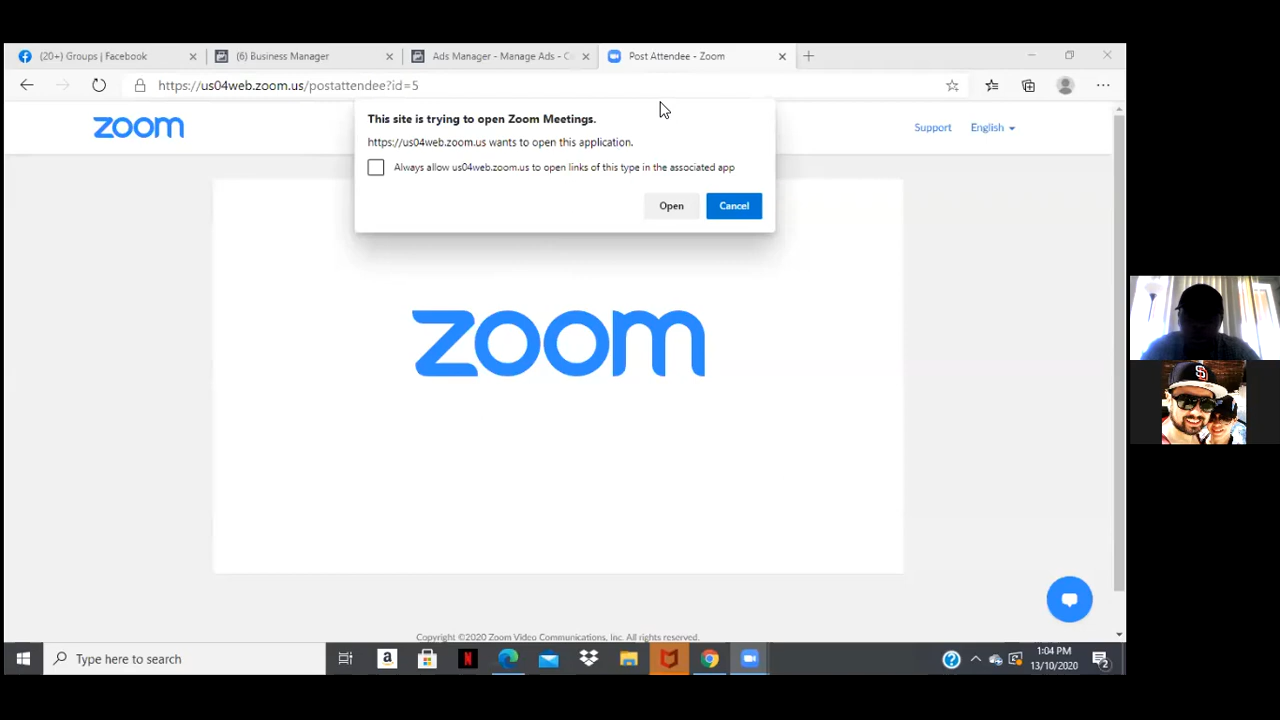 (20+) Groups | Facebook
(6) Business Manager
Ads Manager - Manage Ads - C
Post Attendee - Zoom
https://us04web.zoom.us/postattendee?id=5
This site is trying to open Zoom Meetings.
https://us04web.zoom.us wants to open this application.
Always allow us04web.zoom.us to open links of this type in the associated app
Open
Cancel
zoom
Support
English
zoom
Copyright ©2020 Zoom Video Communications, Inc. All rights reserved.
Type here to search
1:04 PM
13/10/2020
2